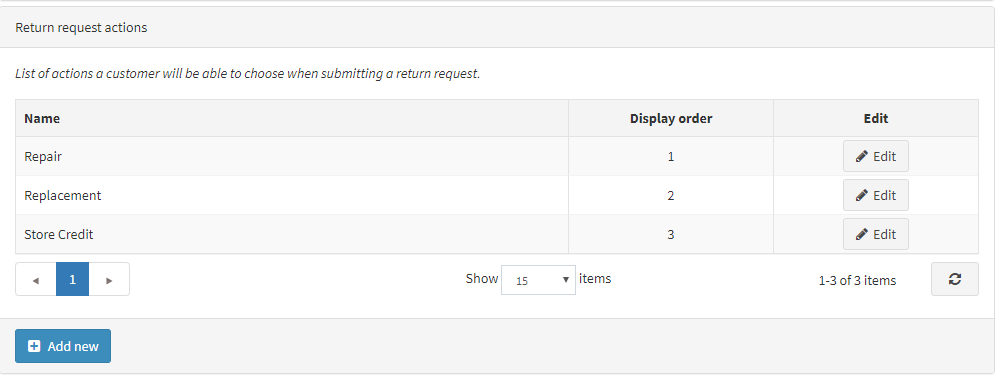 Return request actions
List of actions a customer will be able to choose when submitting a return request.
Name Display order Edit
Repair 1 Edit
Replacement 2 Edit
Store Credit 3 Edit
1 Show 15 items 1-3 of 3 items
Add new